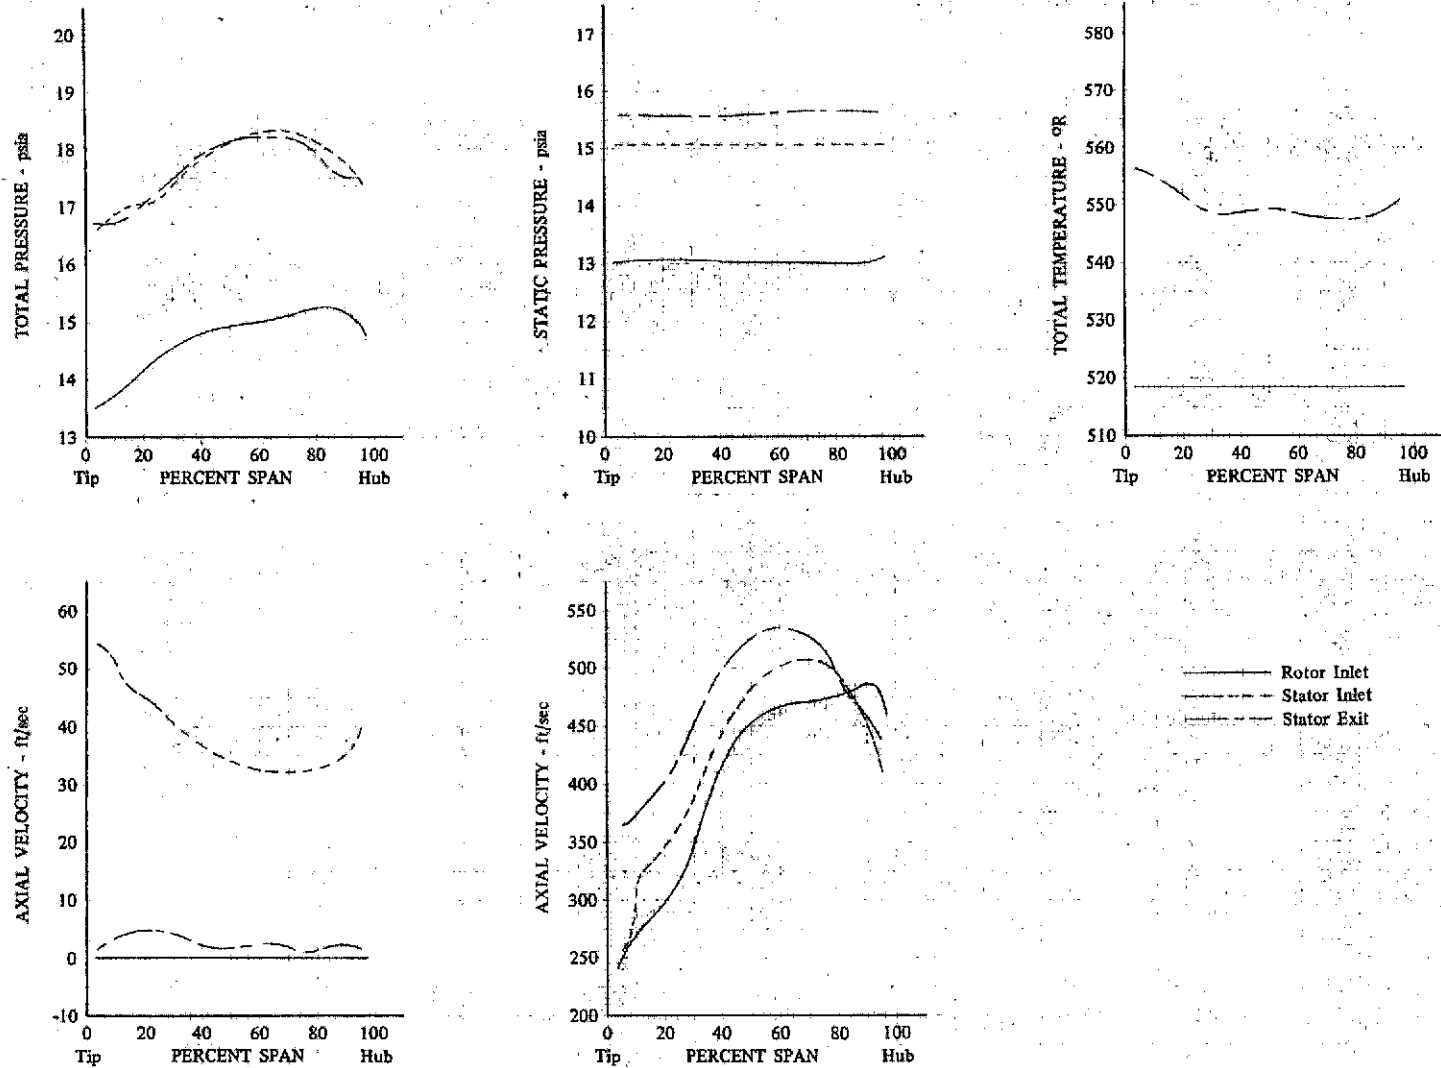 TOTAL PRESSURE - psia
20
19
18
17
16
15
14
13
0 20 40 60 80 100
Tip PERCENT SPAN Hub
STATIC PRESSURE - psia
17
16
15
14
13
12
11
10
0 20 40 60 80 100
Tip PERCENT SPAN Hub
TOTAL TEMPERATURE - ºR
580
570
560
550
540
530
520
510
0 20 40 60 80 100
Tip PERCENT SPAN Hub
AXIAL VELOCITY - ft/sec
60
50
40
30
20
10
0
-10
0 20 40 60 80 100
Tip PERCENT SPAN Hub
AXIAL VELOCITY - ft/sec
550
500
450
400
350
300
250
200
0 20 40 60 80 100
Tip PERCENT SPAN Hub
Rotor Inlet
Stator Inlet
Stator Exit